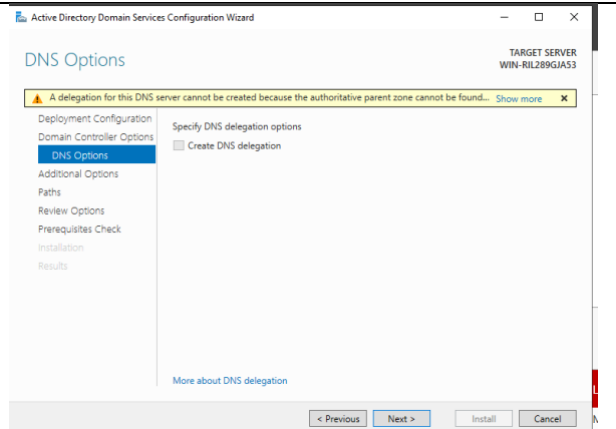 Active Directory Domain Services Configuration Wizard
DNS Options
TARGET SERVER
WIN-RIL289GJA53
A delegation for this DNS server cannot be created because the authoritative parent zone cannot be found... Show more
Deployment Configuration
Domain Controller Options
DNS Options
Additional Options
Paths
Review Options
Prerequisites Check
Installation
Results
Specify DNS delegation options
Create DNS delegation
More about DNS delegation
< Previous Next > Install Cancel